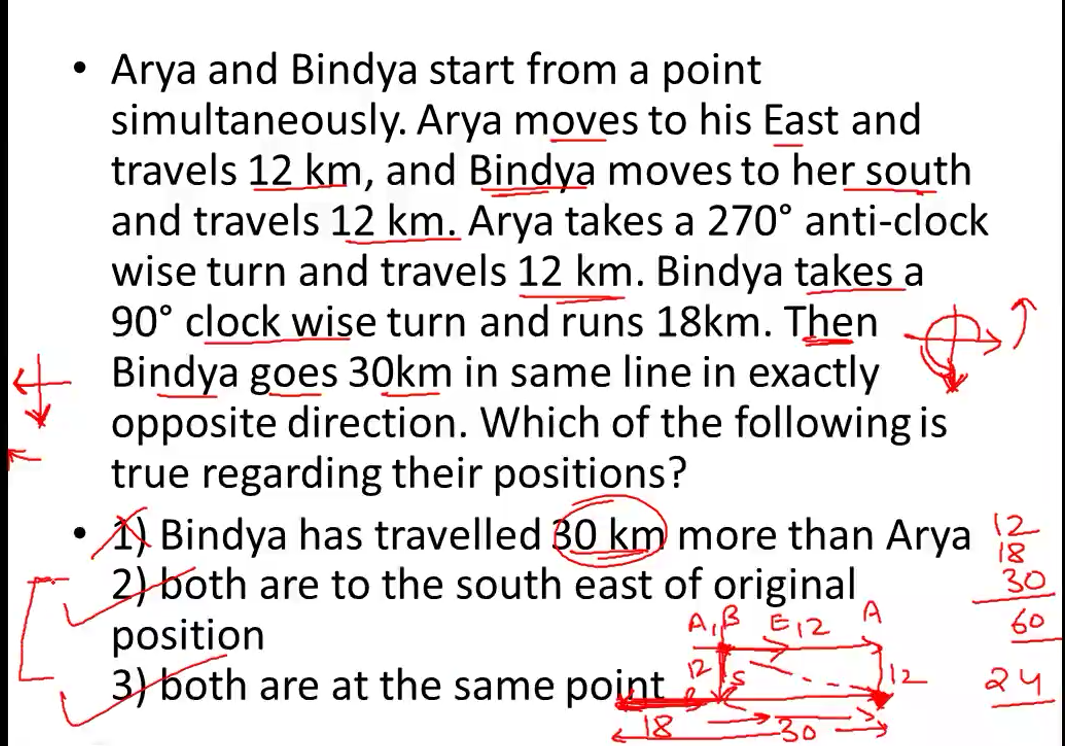 • Arya and Bindya start from a point
simultaneously. Arya moves to his East and
travels 12 km, and Bindya moves to her south
and travels 12 km. Arya takes a 270° anti-clock
wise turn and travels 12 km. Bindya takes a
90° clock wise turn and runs 18km. Then
Bindya goes 30km in same line in exactly
opposite direction. Which of the following is
true regarding their positions?
• 1) Bindya has travelled 30 km more than Arya
2) both are to the south east of original
position
3) both are at the same point
12
18
30
60
24
A, B E, 12 A
12 S 12
B
18 30